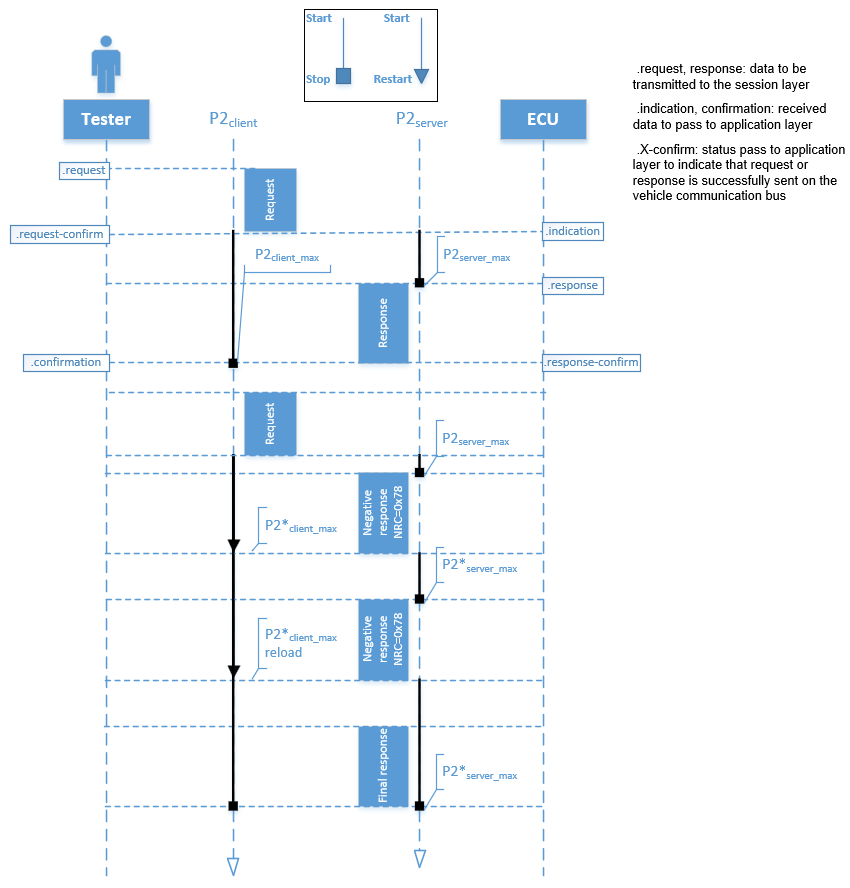 Start
Start
Stop
Restart
.request, response: data to be
transmitted to the session layer
.indication, confirmation: received
data to pass to application layer
.X-confirm: status pass to application
layer to indicate that request or
response is successfully sent on the
vehicle communication bus
Tester
P2client
P2server
ECU
.request
Request
.request-confirm
.indication
P2client_max
P2server_max
.response
Response
.confirmation
.response-confirm
Request
P2server_max
Negative
response
NRC=0x78
P2*client_max
P2*server_max
Negative
response
NRC=0x78
P2*client_max
reload
Final response
P2*server_max